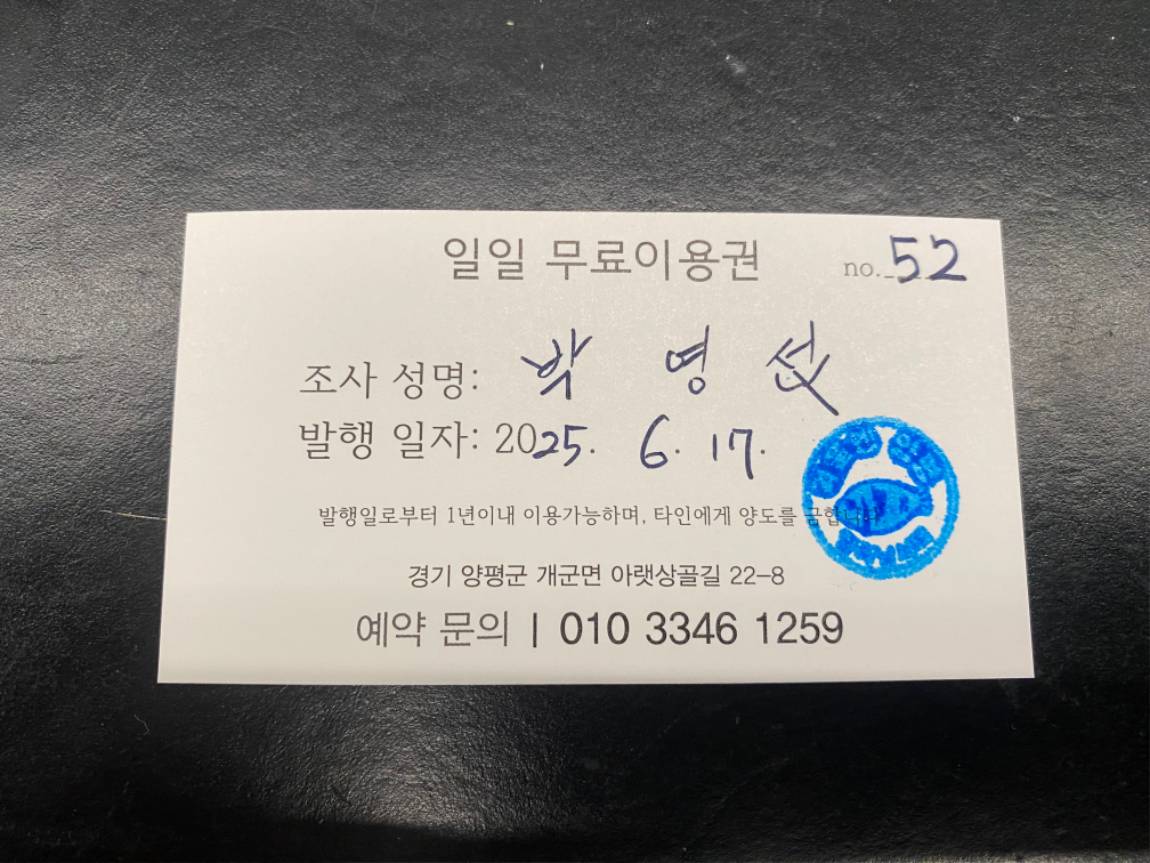 일일 무료이용권
no. 52
조사 성명: 박 영 선
발행 일자: 2025. 6. 17.
발행일로부터 1년이내 이용가능하며, 타인에게 양도를 금합니다
경기 양평군 개군면 아랫상골길 22-8
예약 문의 | 010 3346 1259